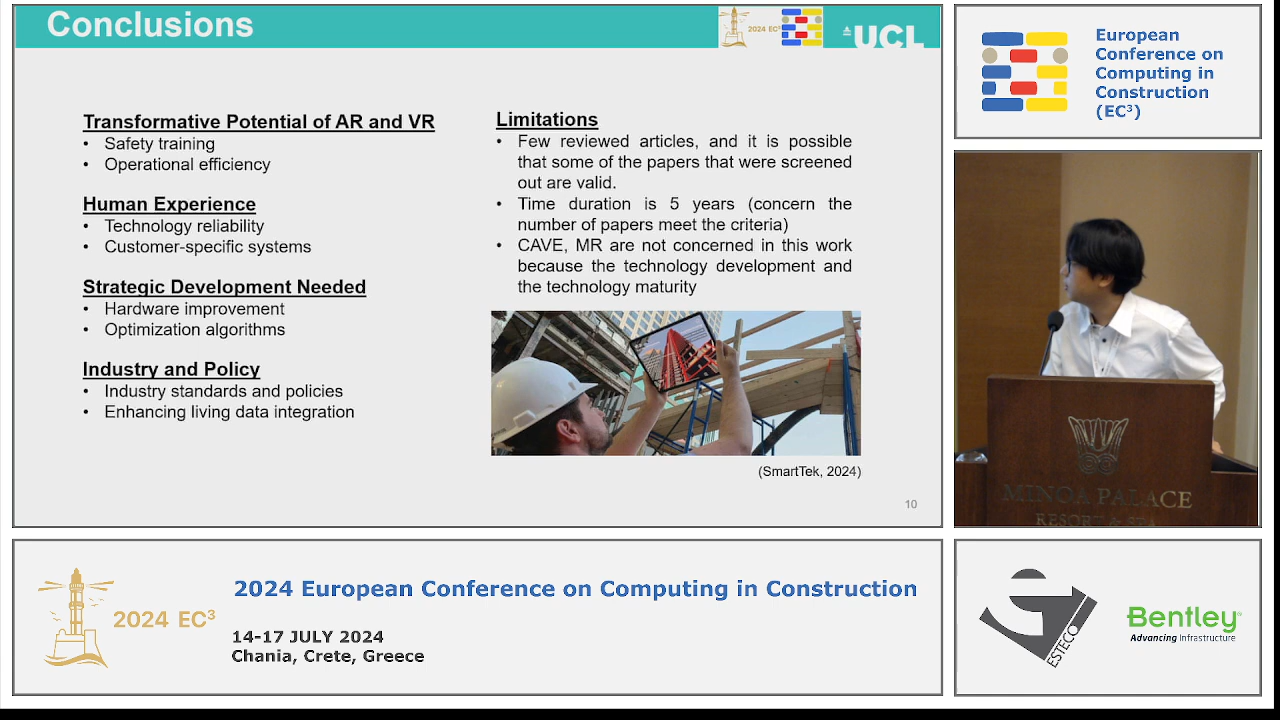 Conclusions
2024 EC³
UCL
Transformative Potential of AR and VR
• Safety training
• Operational efficiency
Human Experience
• Technology reliability
• Customer-specific systems
Strategic Development Needed
• Hardware improvement
• Optimization algorithms
Industry and Policy
• Industry standards and policies
• Enhancing living data integration
Limitations
• Few reviewed articles, and it is possible
that some of the papers that were screened
out are valid.
• Time duration is 5 years (concern the
number of papers meet the criteria)
• CAVE, MR are not concerned in this work
because the technology development and
the technology maturity
(SmartTek, 2024)
10
European
Conference on
Computing in
Construction
(EC³)
MINOA PALACE
RESORT & SPA
2024 EC³
2024 European Conference on Computing in Construction
14-17 JULY 2024
Chania, Crete, Greece
ESTECO
Bentley
Advancing Infrastructure